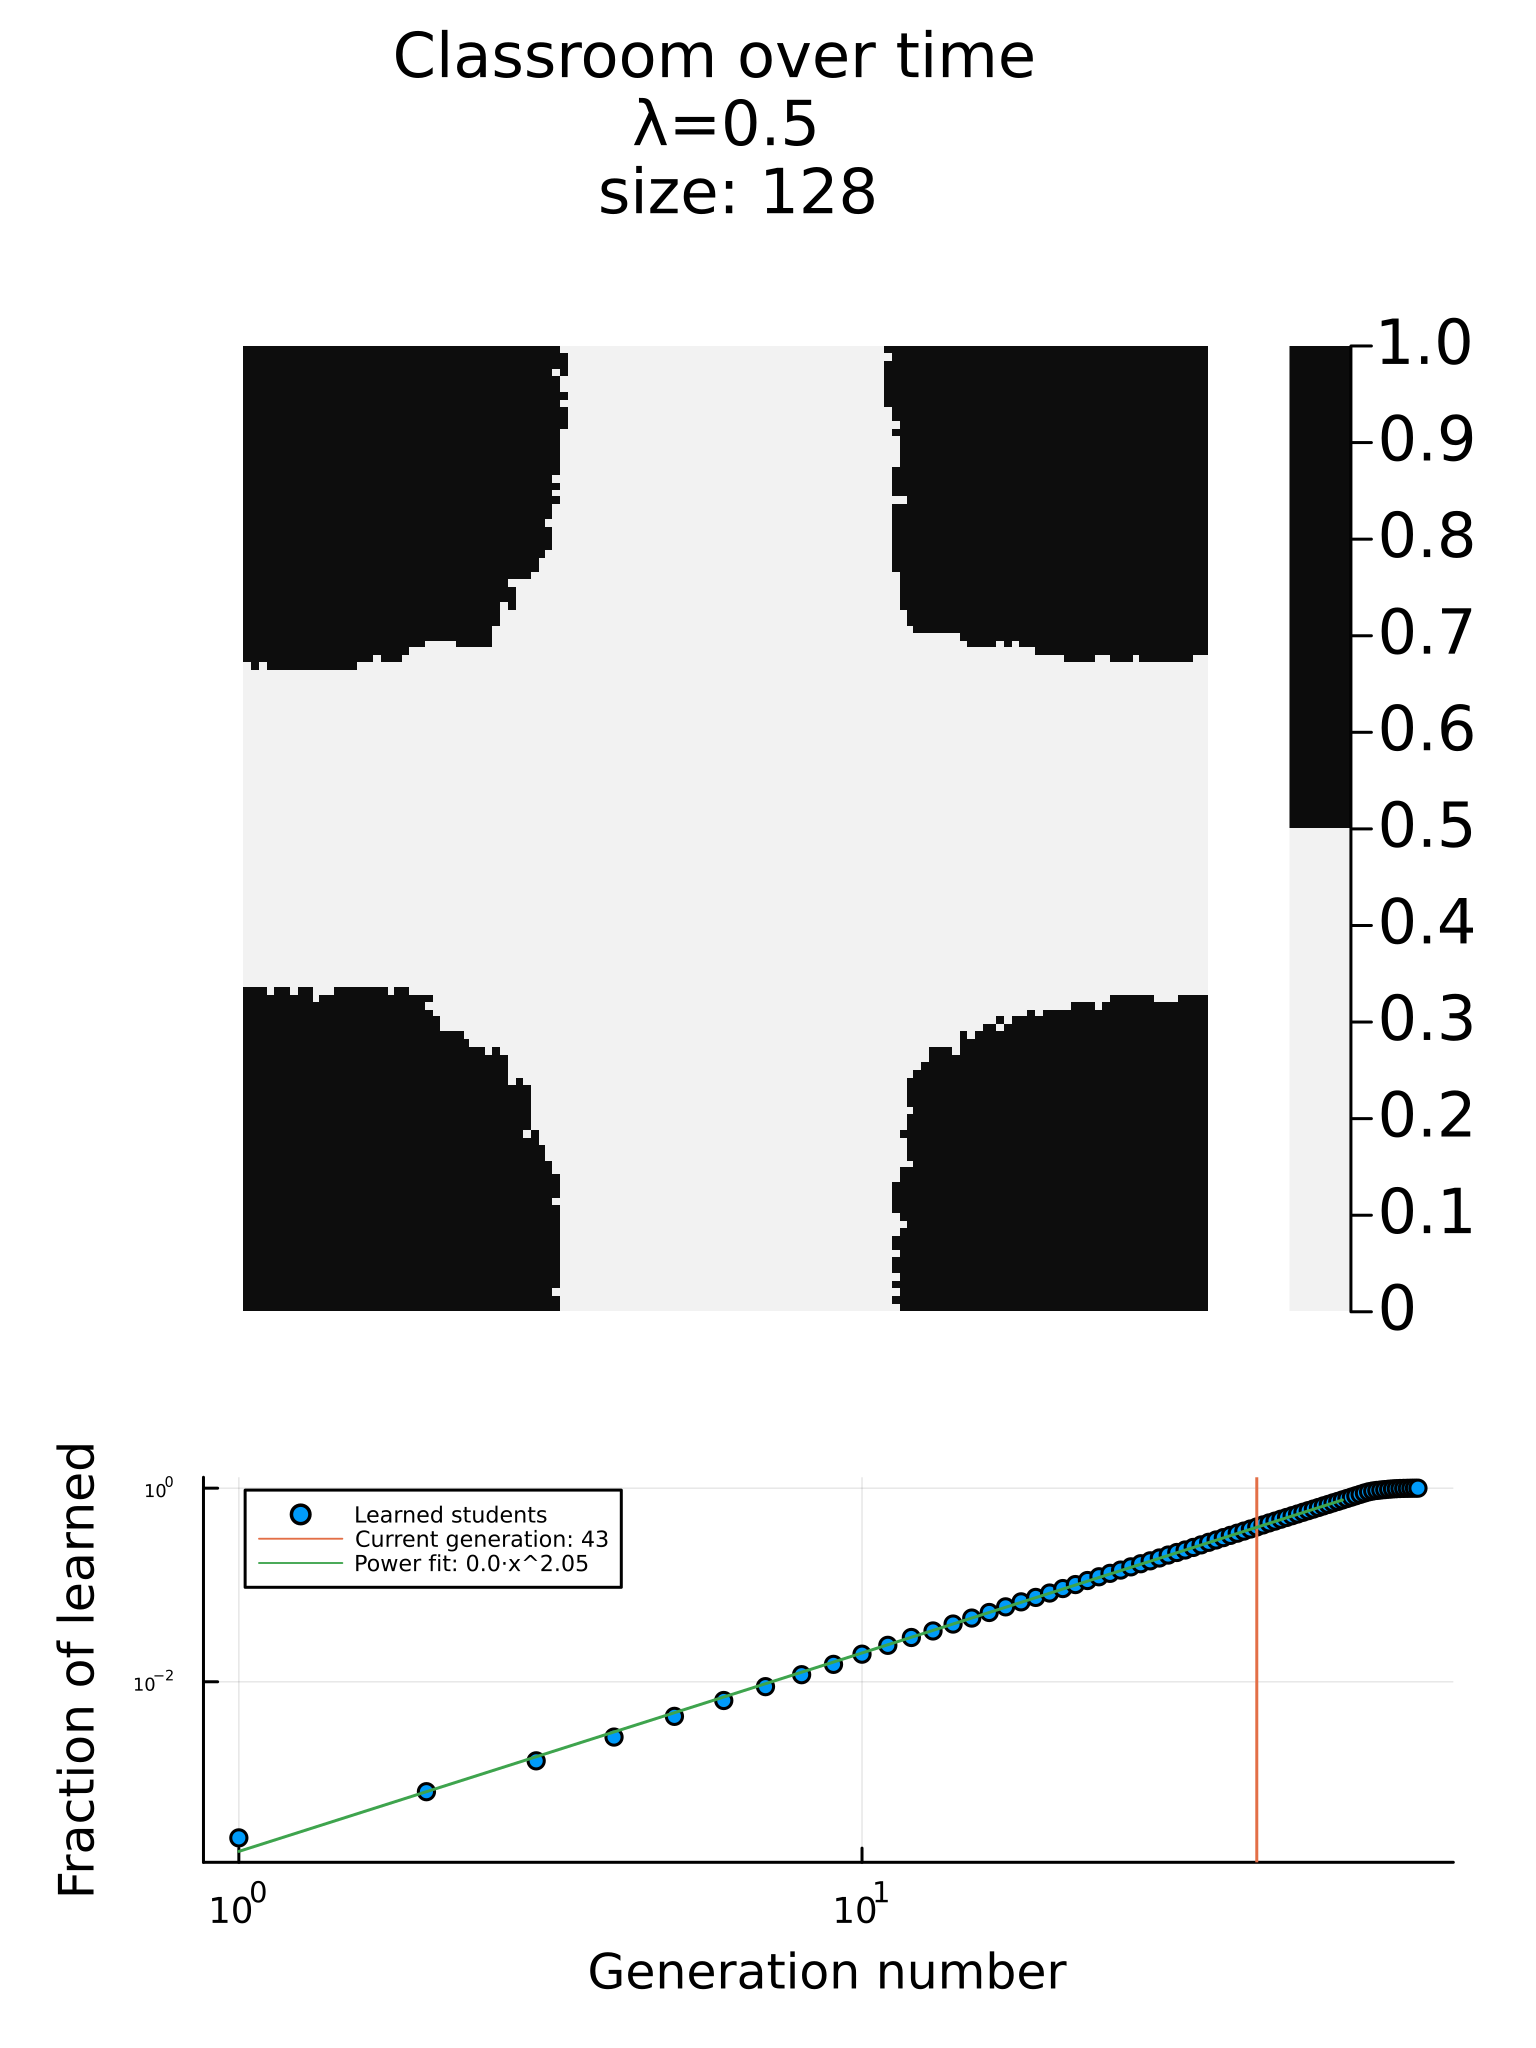 Classroom over time
λ=0.5
size: 128
1.0
0.9
0.8
0.7
0.6
0.5
0.4
0.3
0.2
0.1
0
Fraction of learned
10^0
10^−2
Learned students
Current generation: 43
Power fit: 0.0·x^2.05
10^0
10^1
Generation number